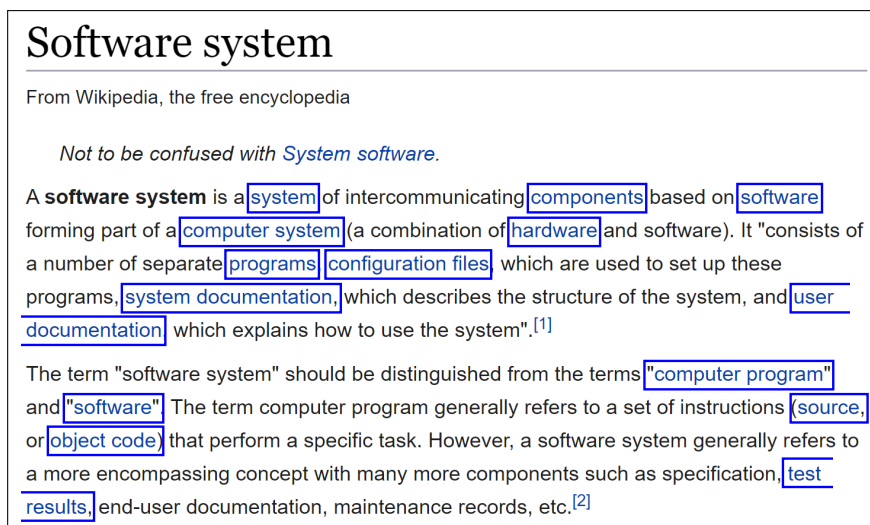 Software system
From Wikipedia, the free encyclopedia
Not to be confused with System software.
A software system is a system of intercommunicating components based on software
forming part of a computer system (a combination of hardware and software). It "consists of
a number of separate programs, configuration files, which are used to set up these
programs, system documentation, which describes the structure of the system, and user
documentation, which explains how to use the system".[1]
The term "software system" should be distinguished from the terms "computer program"
and "software". The term computer program generally refers to a set of instructions (source,
or object code) that perform a specific task. However, a software system generally refers to
a more encompassing concept with many more components such as specification, test
results, end-user documentation, maintenance records, etc.[2]